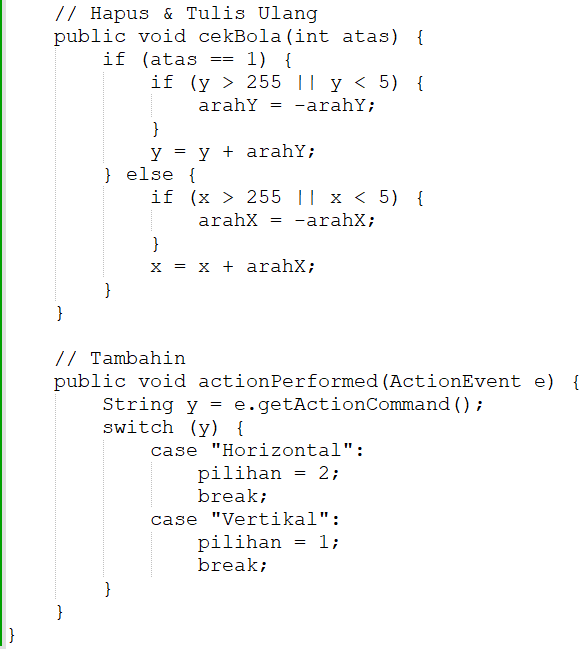 // Hapus & Tulis Ulang
public void cekBola(int atas) {
if (atas == 1) {
if (y > 255 || y < 5) {
arahY = -arahY;
}
y = y + arahY;
} else {
if (x > 255 || x < 5) {
arahX = -arahX;
}
x = x + arahX;
}
}
// Tambahin
public void actionPerformed(ActionEvent e) {
String y = e.getActionCommand();
switch (y) {
case "Horizontal":
pilihan = 2;
break;
case "Vertikal":
pilihan = 1;
break;
}
}
}